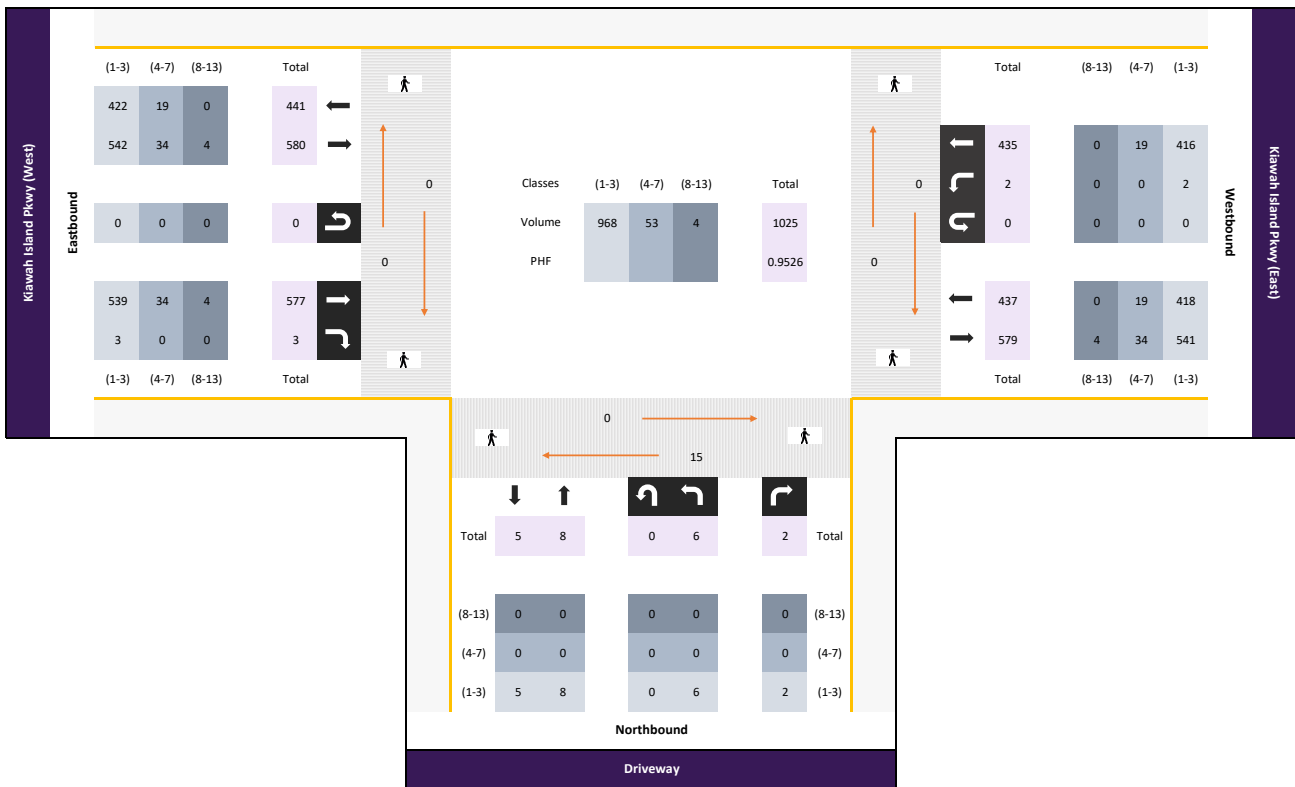 Kiawah Island Pkwy (West)
Eastbound
(1-3) (4-7) (8-13) Total
422 19 0 441
542 34 4 580
0 0 0 0
539 34 4 577
3 0 0 3
(1-3) (4-7) (8-13) Total
0
0
Classes (1-3) (4-7) (8-13) Total
Volume 968 53 4 1025
PHF 0.9526
0
0
Total (8-13) (4-7) (1-3)
435 0 19 416
2 0 0 2
0 0 0 0
437 0 19 418
579 4 34 541
Total (8-13) (4-7) (1-3)
Westbound
Kiawah Island Pkwy (East)
0
15
Total 5 8 0 6 2 Total
(8-13) 0 0 0 0 0 (8-13)
(4-7) 0 0 0 0 0 (4-7)
(1-3) 5 8 0 6 2 (1-3)
Northbound
Driveway